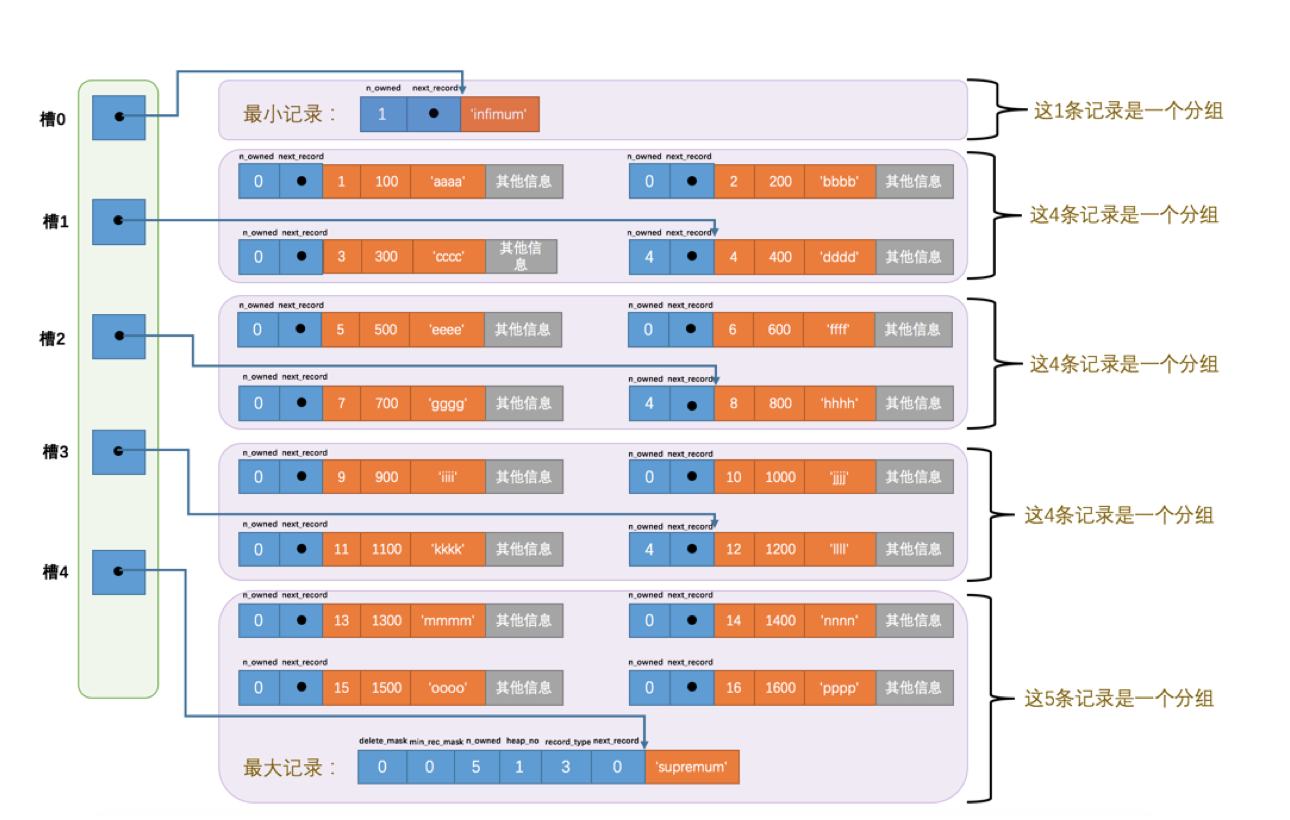 n_owned next_record
槽0 最小记录： 1 'infimum' 这1条记录是一个分组
n_owned next_record n_owned next_record
0 1 100 'aaaa' 其他信息 0 2 200 'bbbb' 其他信息
槽1 这4条记录是一个分组
n_owned next_record n_owned next_record
0 3 300 'cccc' 其他信
息 4 4 400 'dddd' 其他信息
n_owned next_record n_owned next_record
槽2 0 5 500 'eeee' 其他信息 0 6 600 'ffff' 其他信息
这4条记录是一个分组
n_owned next_record n_owned next_record
0 7 700 'gggg' 其他信息 4 8 800 'hhhh' 其他信息
槽3 n_owned next_record n_owned next_record
0 9 900 'iiii' 其他信息 0 10 1000 'jjjj' 其他信息
这4条记录是一个分组
n_owned next_record n_owned next_record
0 11 1100 'kkkk' 其他信息 4 12 1200 'llll' 其他信息
槽4
n_owned next_record n_owned next_record
0 13 1300 'mmmm' 其他信息 0 14 1400 'nnnn' 其他信息
n_owned next_record n_owned next_record
0 15 1500 'oooo' 其他信息 0 16 1600 'pppp' 其他信息
这5条记录是一个分组
delete_mask min_rec_mask n_owned heap_no record_type next_record
最大记录： 0 0 5 1 3 0 'supremum'